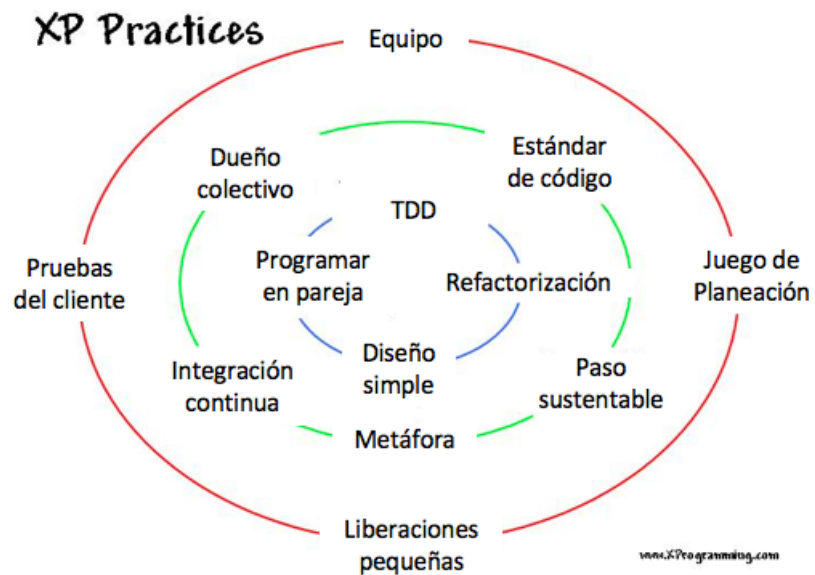 XP Practices
Equipo
Dueño
colectivo
Estándar
de código
TDD
Pruebas
del cliente
Programar
en pareja
Refactorización
Juego de
Planeación
Integración
continua
Diseño
simple
Paso
sustentable
Metáfora
Liberaciones
pequeñas
www.XProgramming.com